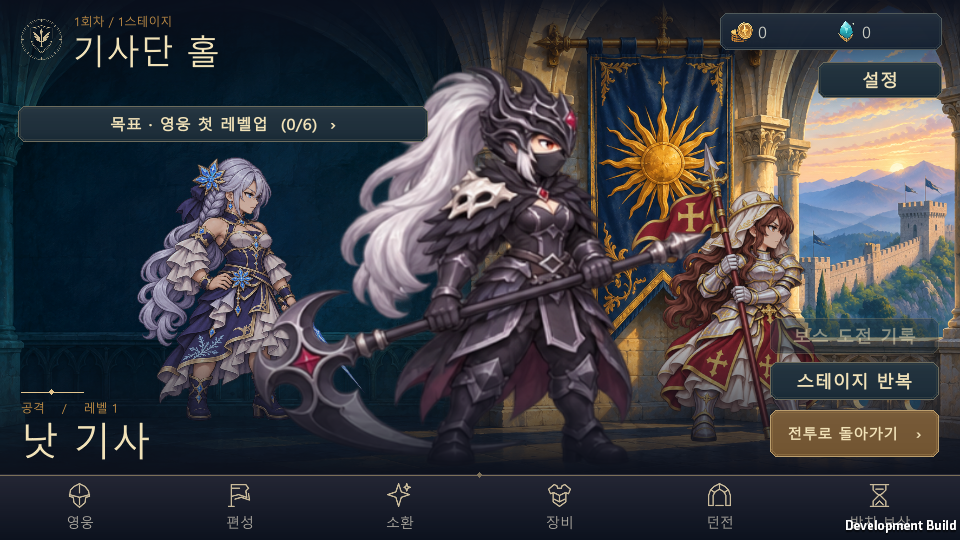 1회차 / 1스테이지
기사단 홀
0
0
설정
목표 · 영웅 첫 레벨업 (0/6) ›
보스 도전 기록
스테이지 반복
공격 / 레벨 1
낫 기사
전투로 돌아가기 ›
영웅
편성
소환
장비
던전
Development Build